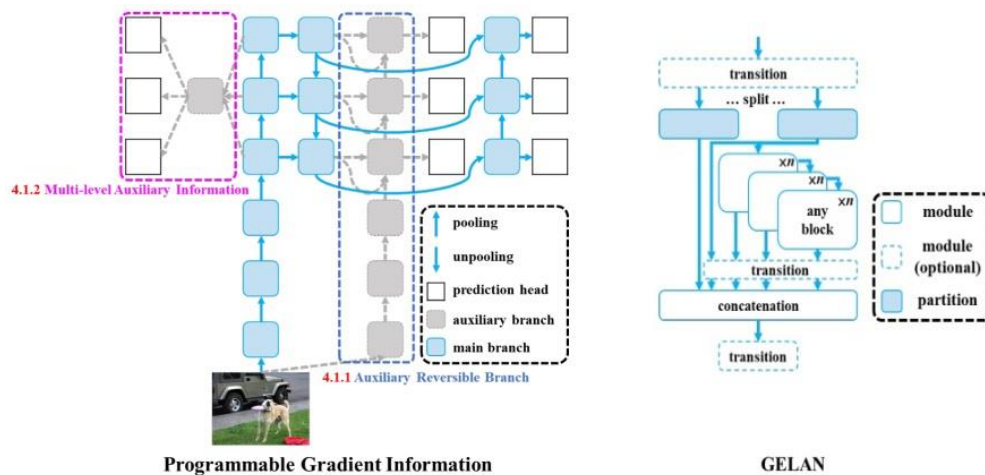 4.1.2 Multi-level Auxiliary Information
pooling
unpooling
prediction head
auxiliary branch
main branch
4.1.1 Auxiliary Reversible Branch
Programmable Gradient Information
transition
... split ...
×n
×n
×n
any
block
transition
concatenation
transition
module
module
(optional)
partition
GELAN